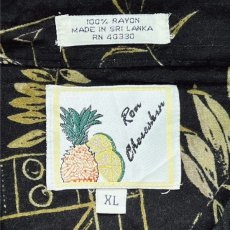 100% RAYON
MADE IN SRI LANKA
RN 40330
Ron
Chereskin
XL